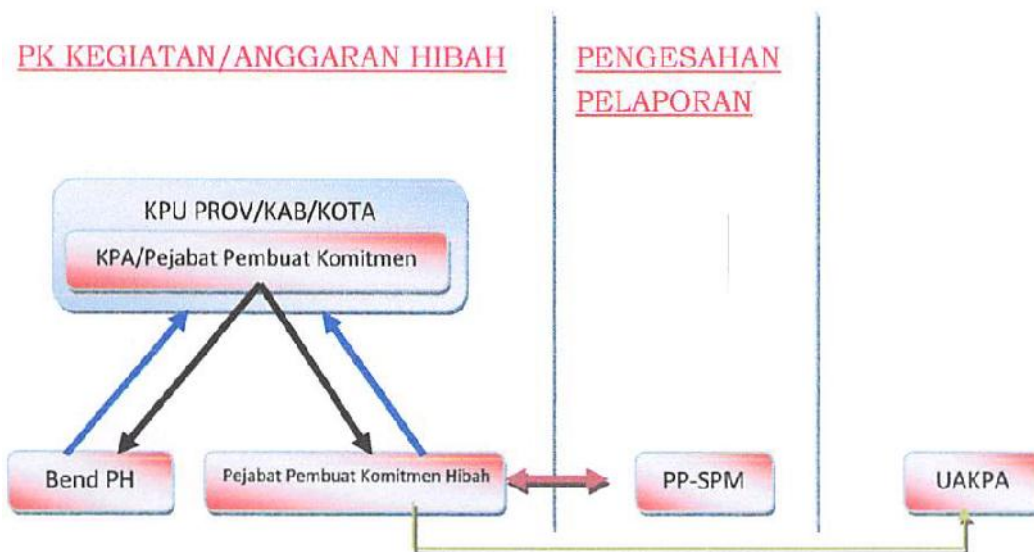 PK KEGIATAN/ANGGARAN HIBAH
PENGESAHAN
PELAPORAN
KPU PROV/KAB/KOTA
KPA/Pejabat Pembuat Komitmen
Bend PH
Pejabat Pembuat Komitmen Hibah
PP-SPM
UAKPA